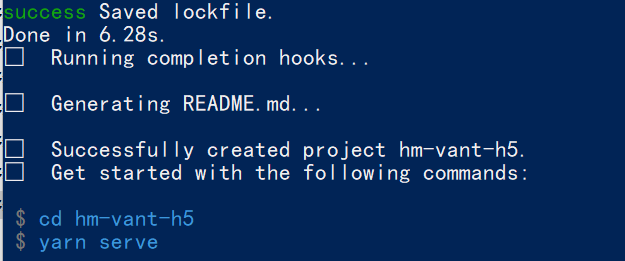 success Saved lockfile.
Done in 6.28s.
□ Running completion hooks...
□ Generating README.md...
□ Successfully created project hm-vant-h5.
□ Get started with the following commands:
$ cd hm-vant-h5
$ yarn serve